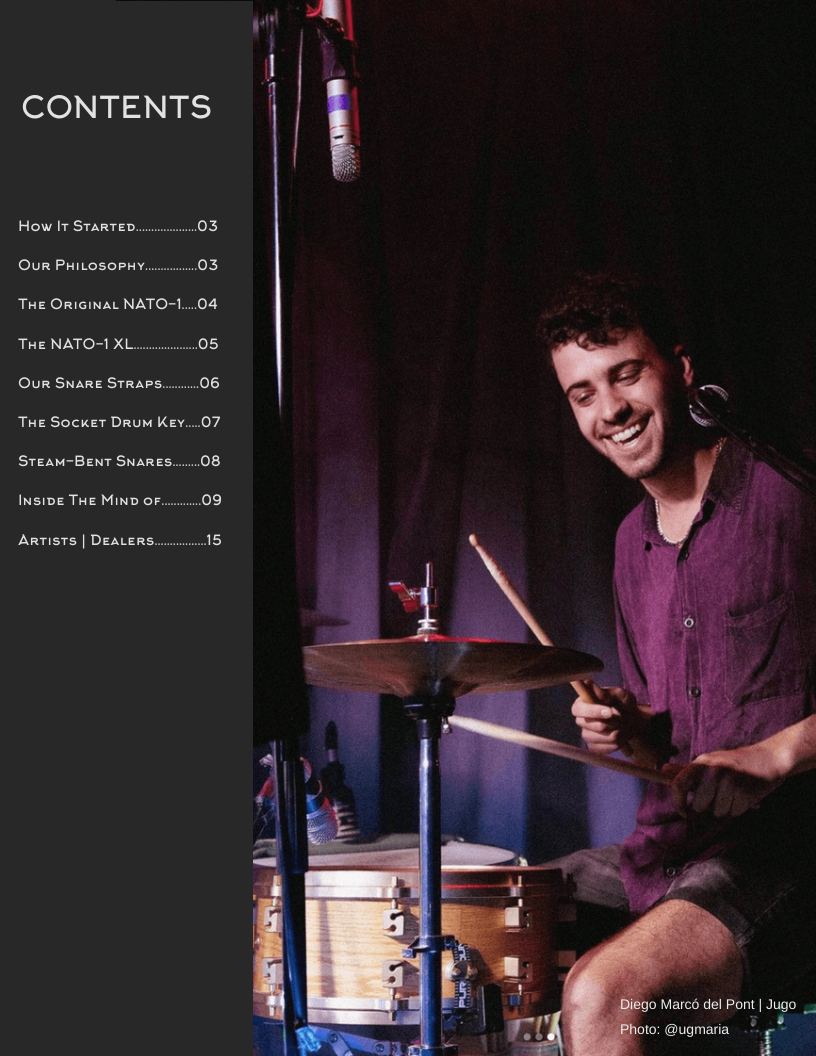 CONTENTS
How It Started....................03
Our Philosophy................03
The Original NATO-1.....04
The NATO-1 XL.....................05
Our Snare Straps............06
The Socket Drum Key.....07
Steam-Bent Snares.........08
Inside The Mind of.............09
Artists | Dealers.................15
PUR
Diego Marcó del Pont | Jugo
Photo: @ugmaria